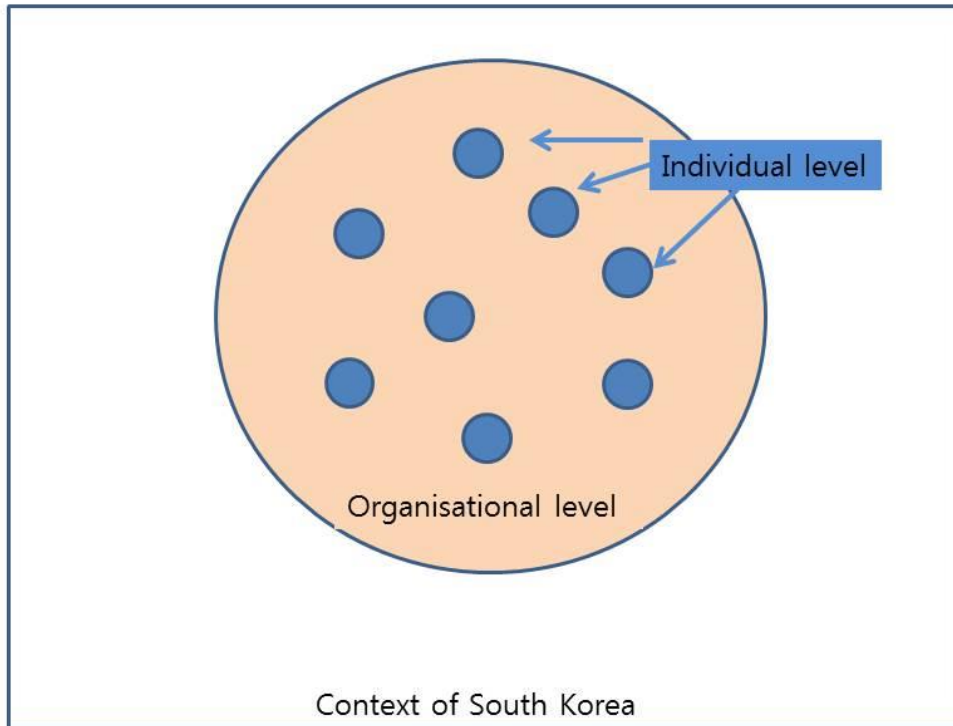 Individual level
Organisational level
Context of South Korea